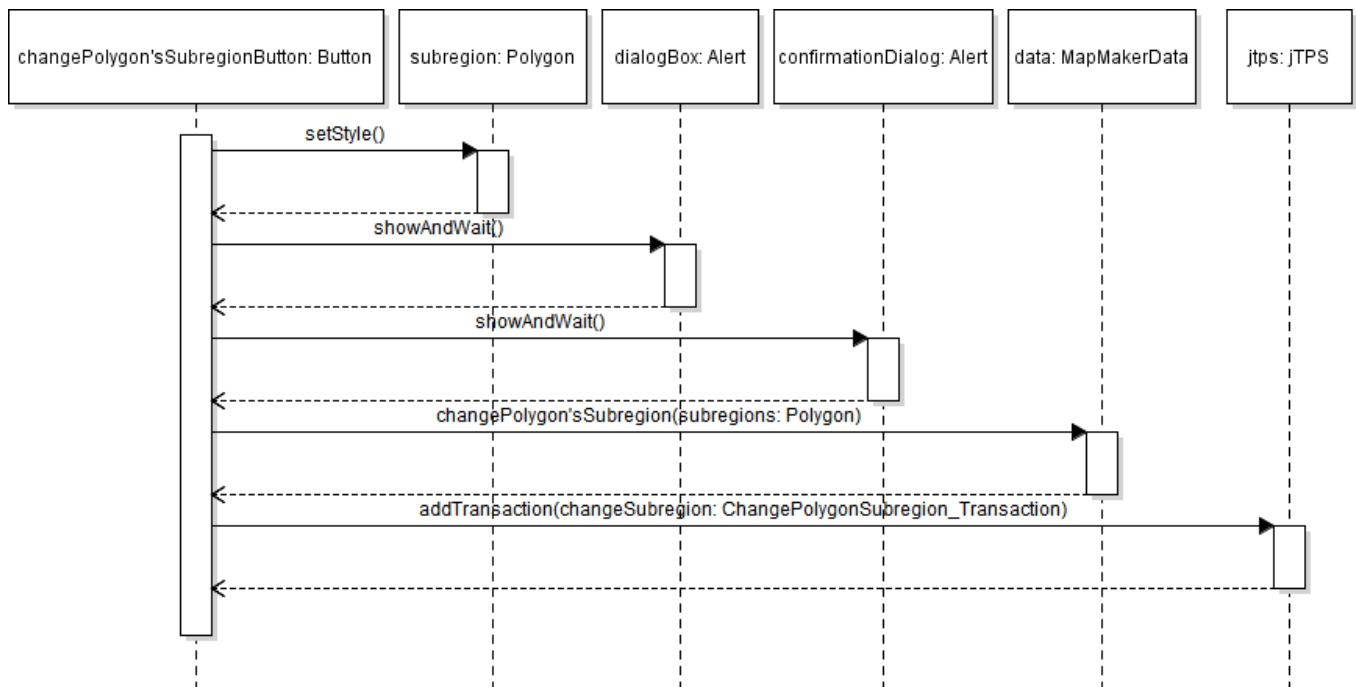 changePolygon'sSubregionButton: Button
subregion: Polygon
dialogBox: Alert
confirmationDialog: Alert
data: MapMakerData
jtps: jTPS
setStyle()
showAndWait()
showAndWait()
changePolygon'sSubregion(subregions: Polygon)
addTransaction(changeSubregion: ChangePolygonSubregion_Transaction)